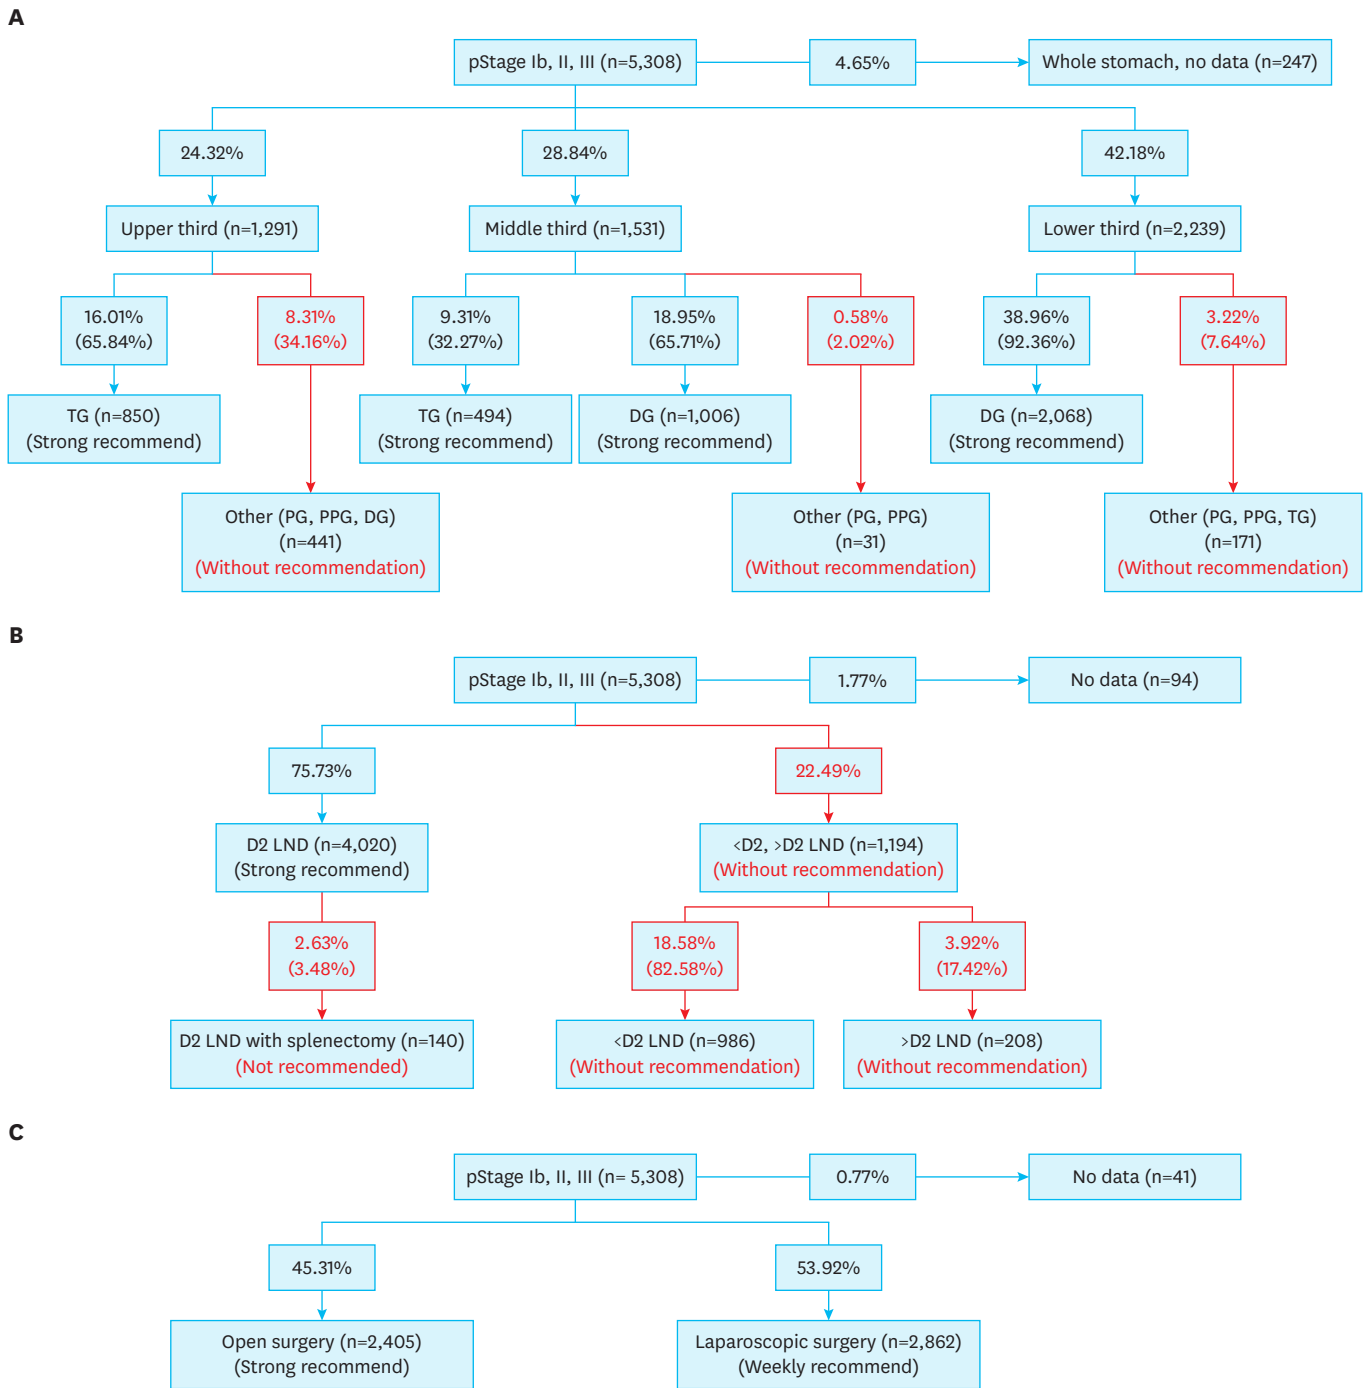 A
pStage Ib, II, III (n=5,308)
4.65%
Whole stomach, no data (n=247)
24.32%
28.84%
42.18%
Upper third (n=1,291)
Middle third (n=1,531)
Lower third (n=2,239)
16.01%
(65.84%)
8.31%
(34.16%)
9.31%
(32.27%)
18.95%
(65.71%)
0.58%
(2.02%)
38.96%
(92.36%)
3.22%
(7.64%)
TG (n=850)
(Strong recommend)
TG (n=494)
(Strong recommend)
DG (n=1,006)
(Strong recommend)
DG (n=2,068)
(Strong recommend)
Other (PG, PPG, DG)
(n=441)
(Without recommendation)
Other (PG, PPG)
(n=31)
(Without recommendation)
Other (PG, PPG, TG)
(n=171)
(Without recommendation)
B
pStage Ib, II, III (n=5,308)
1.77%
No data (n=94)
75.73%
22.49%
D2 LND (n=4,020)
(Strong recommend)
<D2, >D2 LND (n=1,194)
(Without recommendation)
2.63%
(3.48%)
18.58%
(82.58%)
3.92%
(17.42%)
D2 LND with splenectomy (n=140)
(Not recommended)
<D2 LND (n=986)
(Without recommendation)
>D2 LND (n=208)
(Without recommendation)
C
pStage Ib, II, III (n= 5,308)
0.77%
No data (n=41)
45.31%
53.92%
Open surgery (n=2,405)
(Strong recommend)
Laparoscopic surgery (n=2,862)
(Weekly recommend)